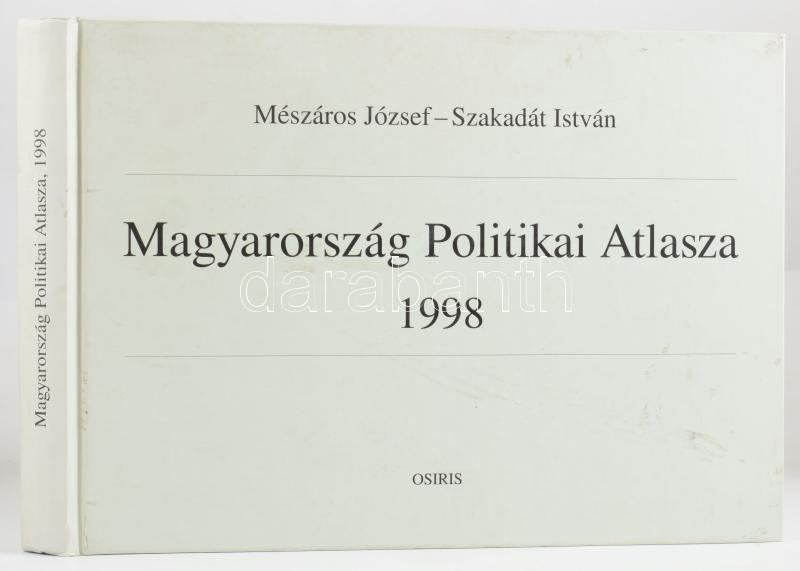 Magyarország Politikai Atlasza, 1998
Mészáros József – Szakadát István
Magyarország Politikai Atlasza
1998
darabanth
OSIRIS